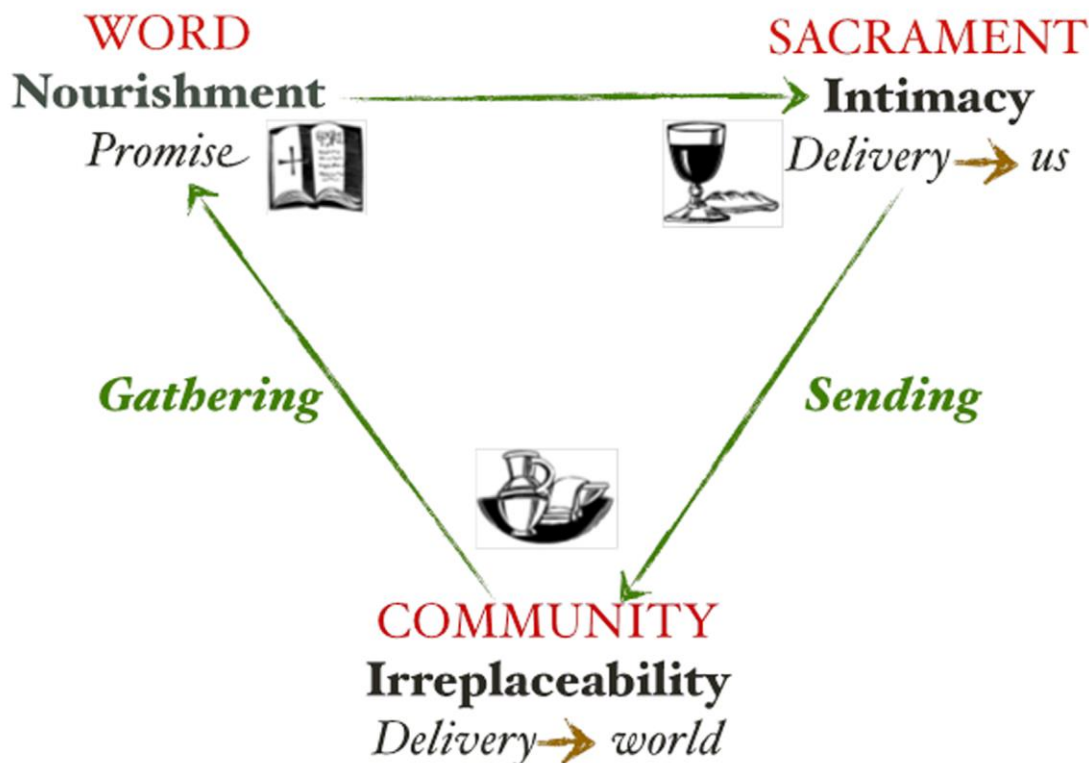 WORD
Nourishment
Promise
SACRAMENT
Intimacy
Delivery → us
Gathering
Sending
COMMUNITY
Irreplaceability
Delivery → world